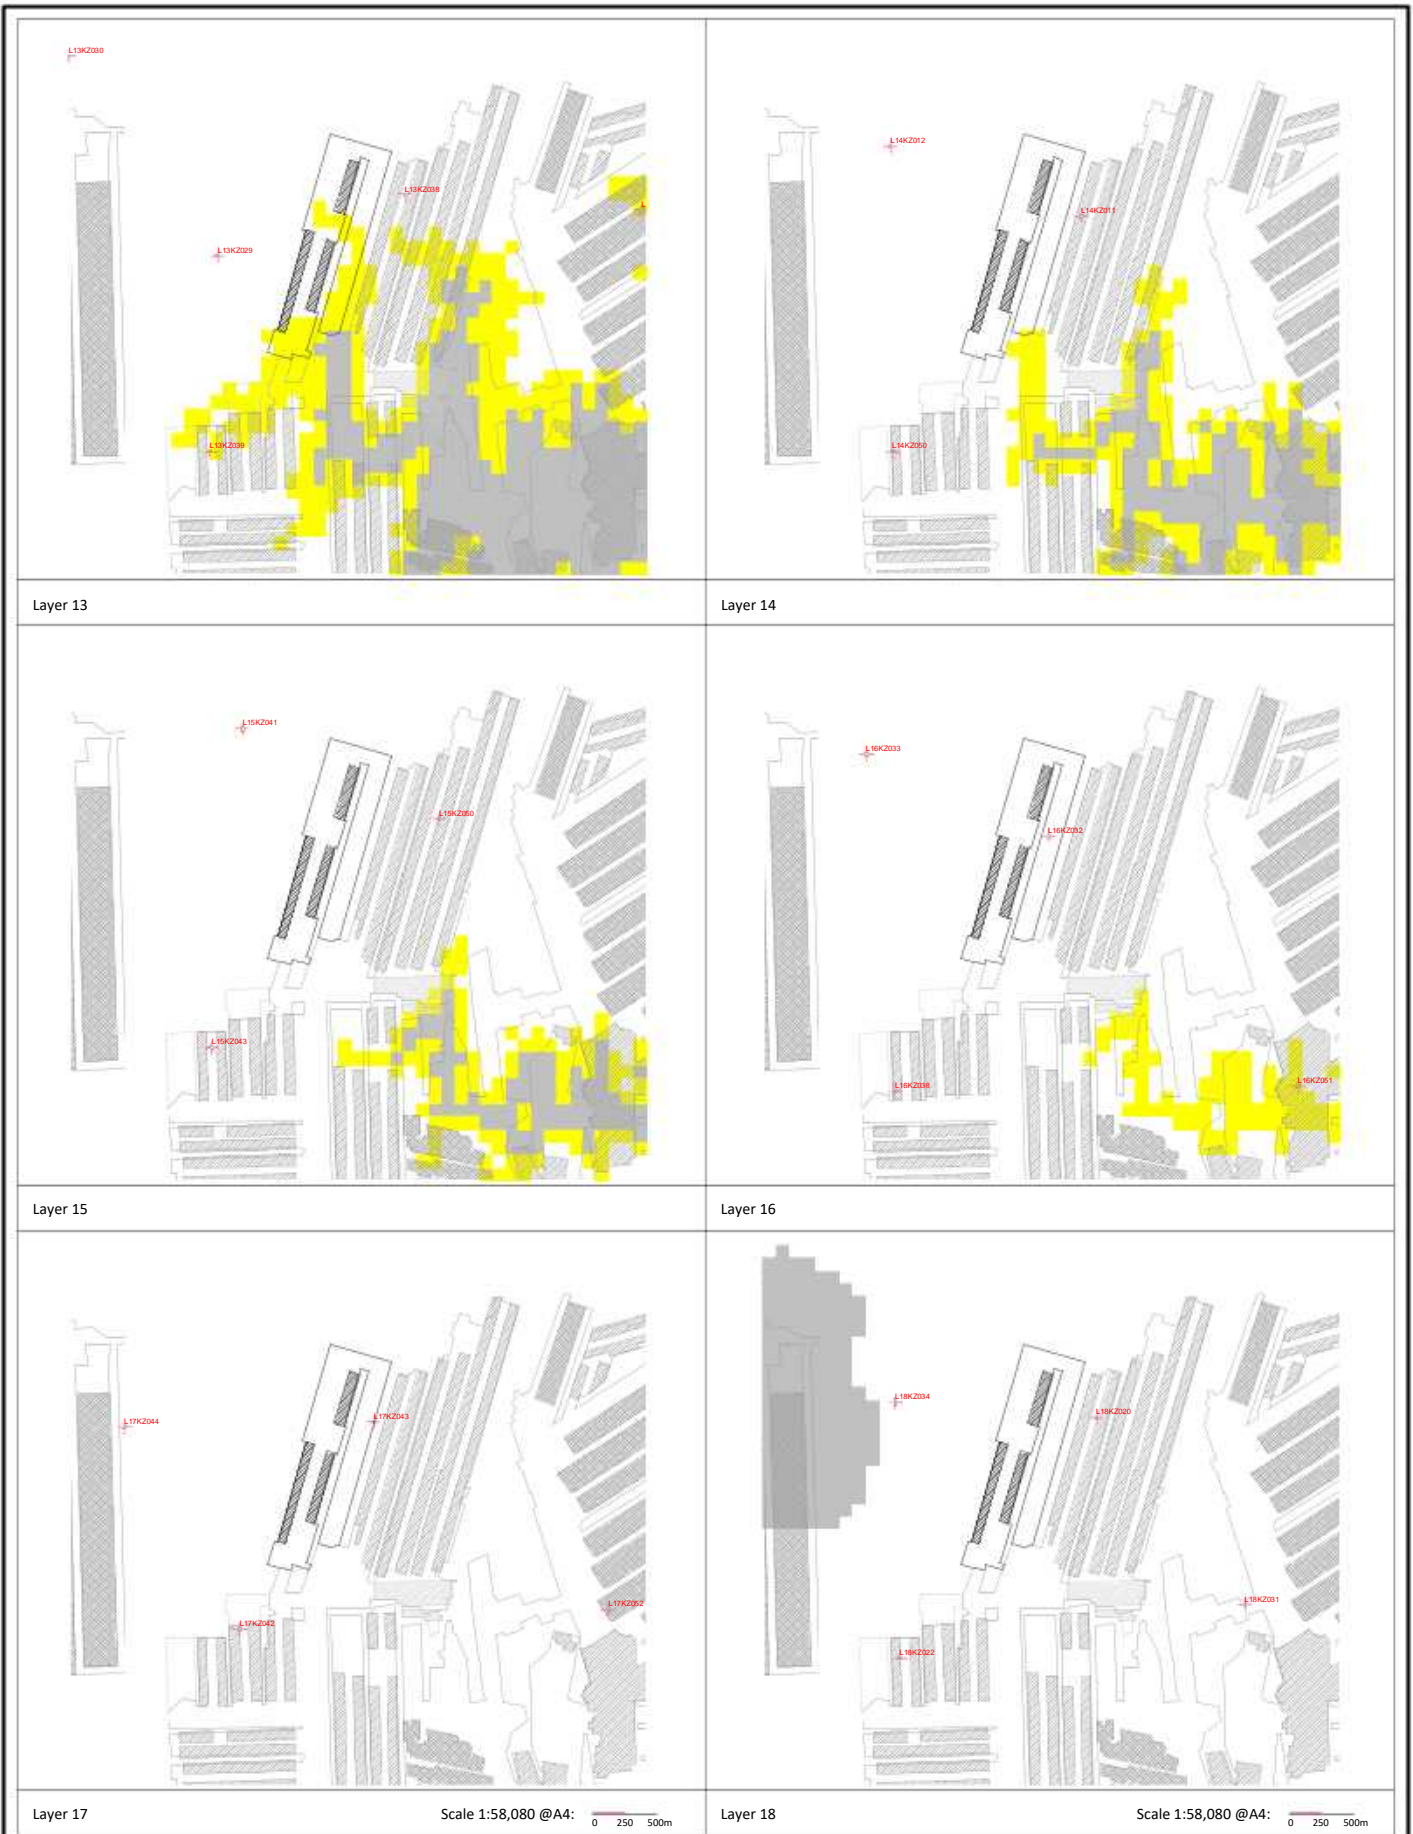 L13KZ030
L14KZ012
L13KZ038
L14KZ011
L
L13KZ029
L13KZ039
L14KZ050
Layer 13
Layer 14
L15KZ041
L16KZ033
L15KZ050
L16KZ032
L15KZ043
L16KZ038
L16KZ051
Layer 15
Layer 16
L17KZ044
L17KZ043
L18KZ034
L18KZ020
L17KZ052
L18KZ031
L17KZ042
L18KZ022
Layer 17
Scale 1:58,080 @A4:
0 250 500m
Layer 18
Scale 1:58,080 @A4:
0 250 500m